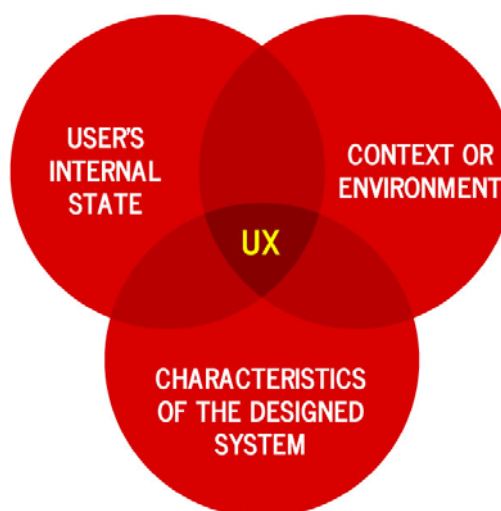 USER'S
INTERNAL
STATE
CONTEXT OR
ENVIRONMENT
UX
CHARACTERISTICS
OF THE DESIGNED
SYSTEM